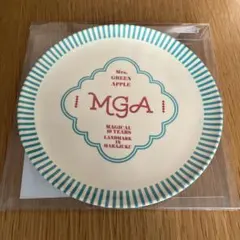 Mrs.
GREEN
APPLE
MGA
MAGICAL
10 YEARS
LANDMARK
IN
HARAJUKU